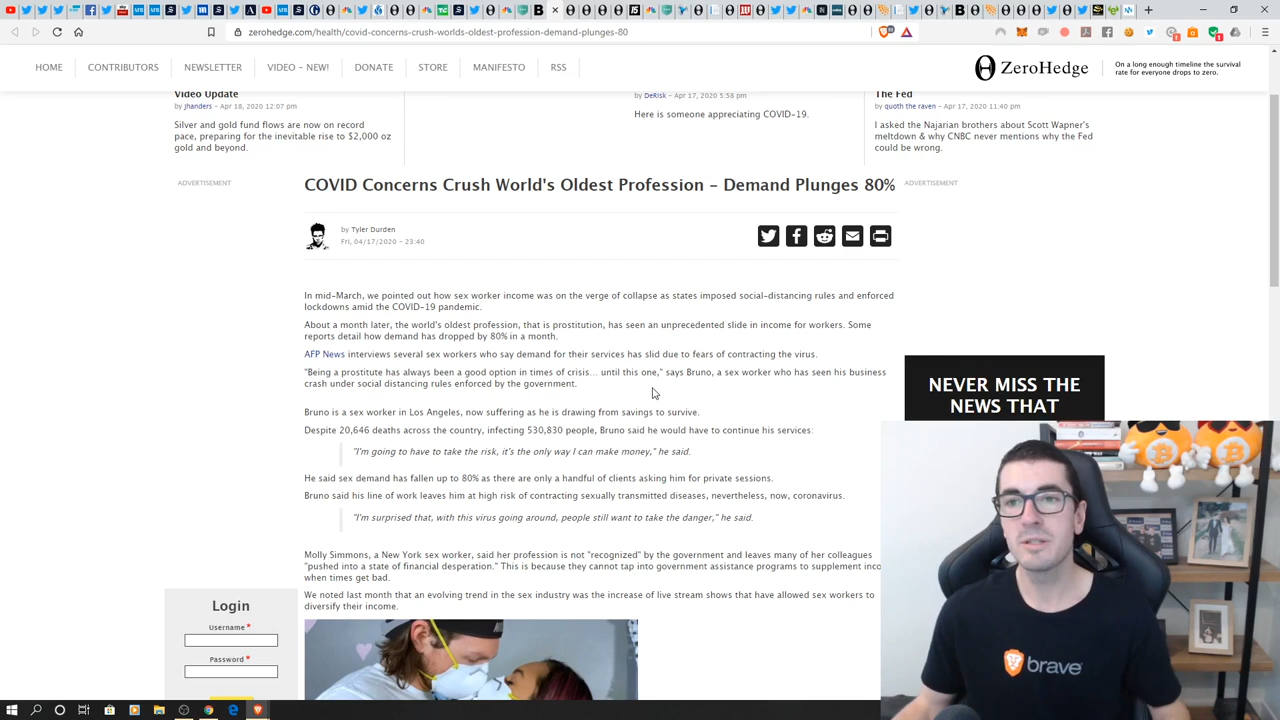 zerohedge.com/health/covid-concerns-crush-worlds-oldest-profession-demand-plunges-80
HOME CONTRIBUTORS NEWSLETTER VIDEO - NEW! DONATE STORE MANIFESTO RSS
ZeroHedge
On a long enough timeline the survival
rate for everyone drops to zero.
Video Update
by jhanders - Apr 18, 2020 12:07 pm
Silver and gold fund flows are now on record
pace, preparing for the inevitable rise to $2,000 oz
gold and beyond.
by DeRisk - Apr 17, 2020 5:58 pm
Here is someone appreciating COVID-19.
The Fed
by quoth the raven - Apr 17, 2020 11:40 pm
I asked the Najarian brothers about Scott Wapner's
meltdown & why CNBC never mentions why the Fed
could be wrong.
ADVERTISEMENT
COVID Concerns Crush World's Oldest Profession - Demand Plunges 80%
ADVERTISEMENT
by Tyler Durden
Fri, 04/17/2020 - 23:40
In mid-March, we pointed out how sex worker income was on the verge of collapse as states imposed social-distancing rules and enforced
lockdowns amid the COVID-19 pandemic.
About a month later, the world's oldest profession, that is prostitution, has seen an unprecedented slide in income for workers. Some
reports detail how demand has dropped by 80% in a month.
AFP News interviews several sex workers who say demand for their services has slid due to fears of contracting the virus.
"Being a prostitute has always been a good option in times of crisis... until this one," says Bruno, a sex worker who has seen his business
crash under social distancing rules enforced by the government.
Bruno is a sex worker in Los Angeles, now suffering as he is drawing from savings to survive.
Despite 20,646 deaths across the country, infecting 530,830 people, Bruno said he would have to continue his services:
"I'm going to have to take the risk, it's the only way I can make money," he said.
He said sex demand has fallen up to 80% as there are only a handful of clients asking him for private sessions.
Bruno said his line of work leaves him at high risk of contracting sexually transmitted diseases, nevertheless, now, coronavirus.
"I'm surprised that, with this virus going around, people still want to take the danger," he said.
Molly Simmons, a New York sex worker, said her profession is not "recognized" by the government and leaves many of her colleagues
"pushed into a state of financial desperation." This is because they cannot tap into government assistance programs to supplement inco
when times get bad.
We noted last month that an evolving trend in the sex industry was the increase of live stream shows that have allowed sex workers to
diversify their income.
NEVER MISS THE
NEWS THAT
Login
Username *
Password *
brave